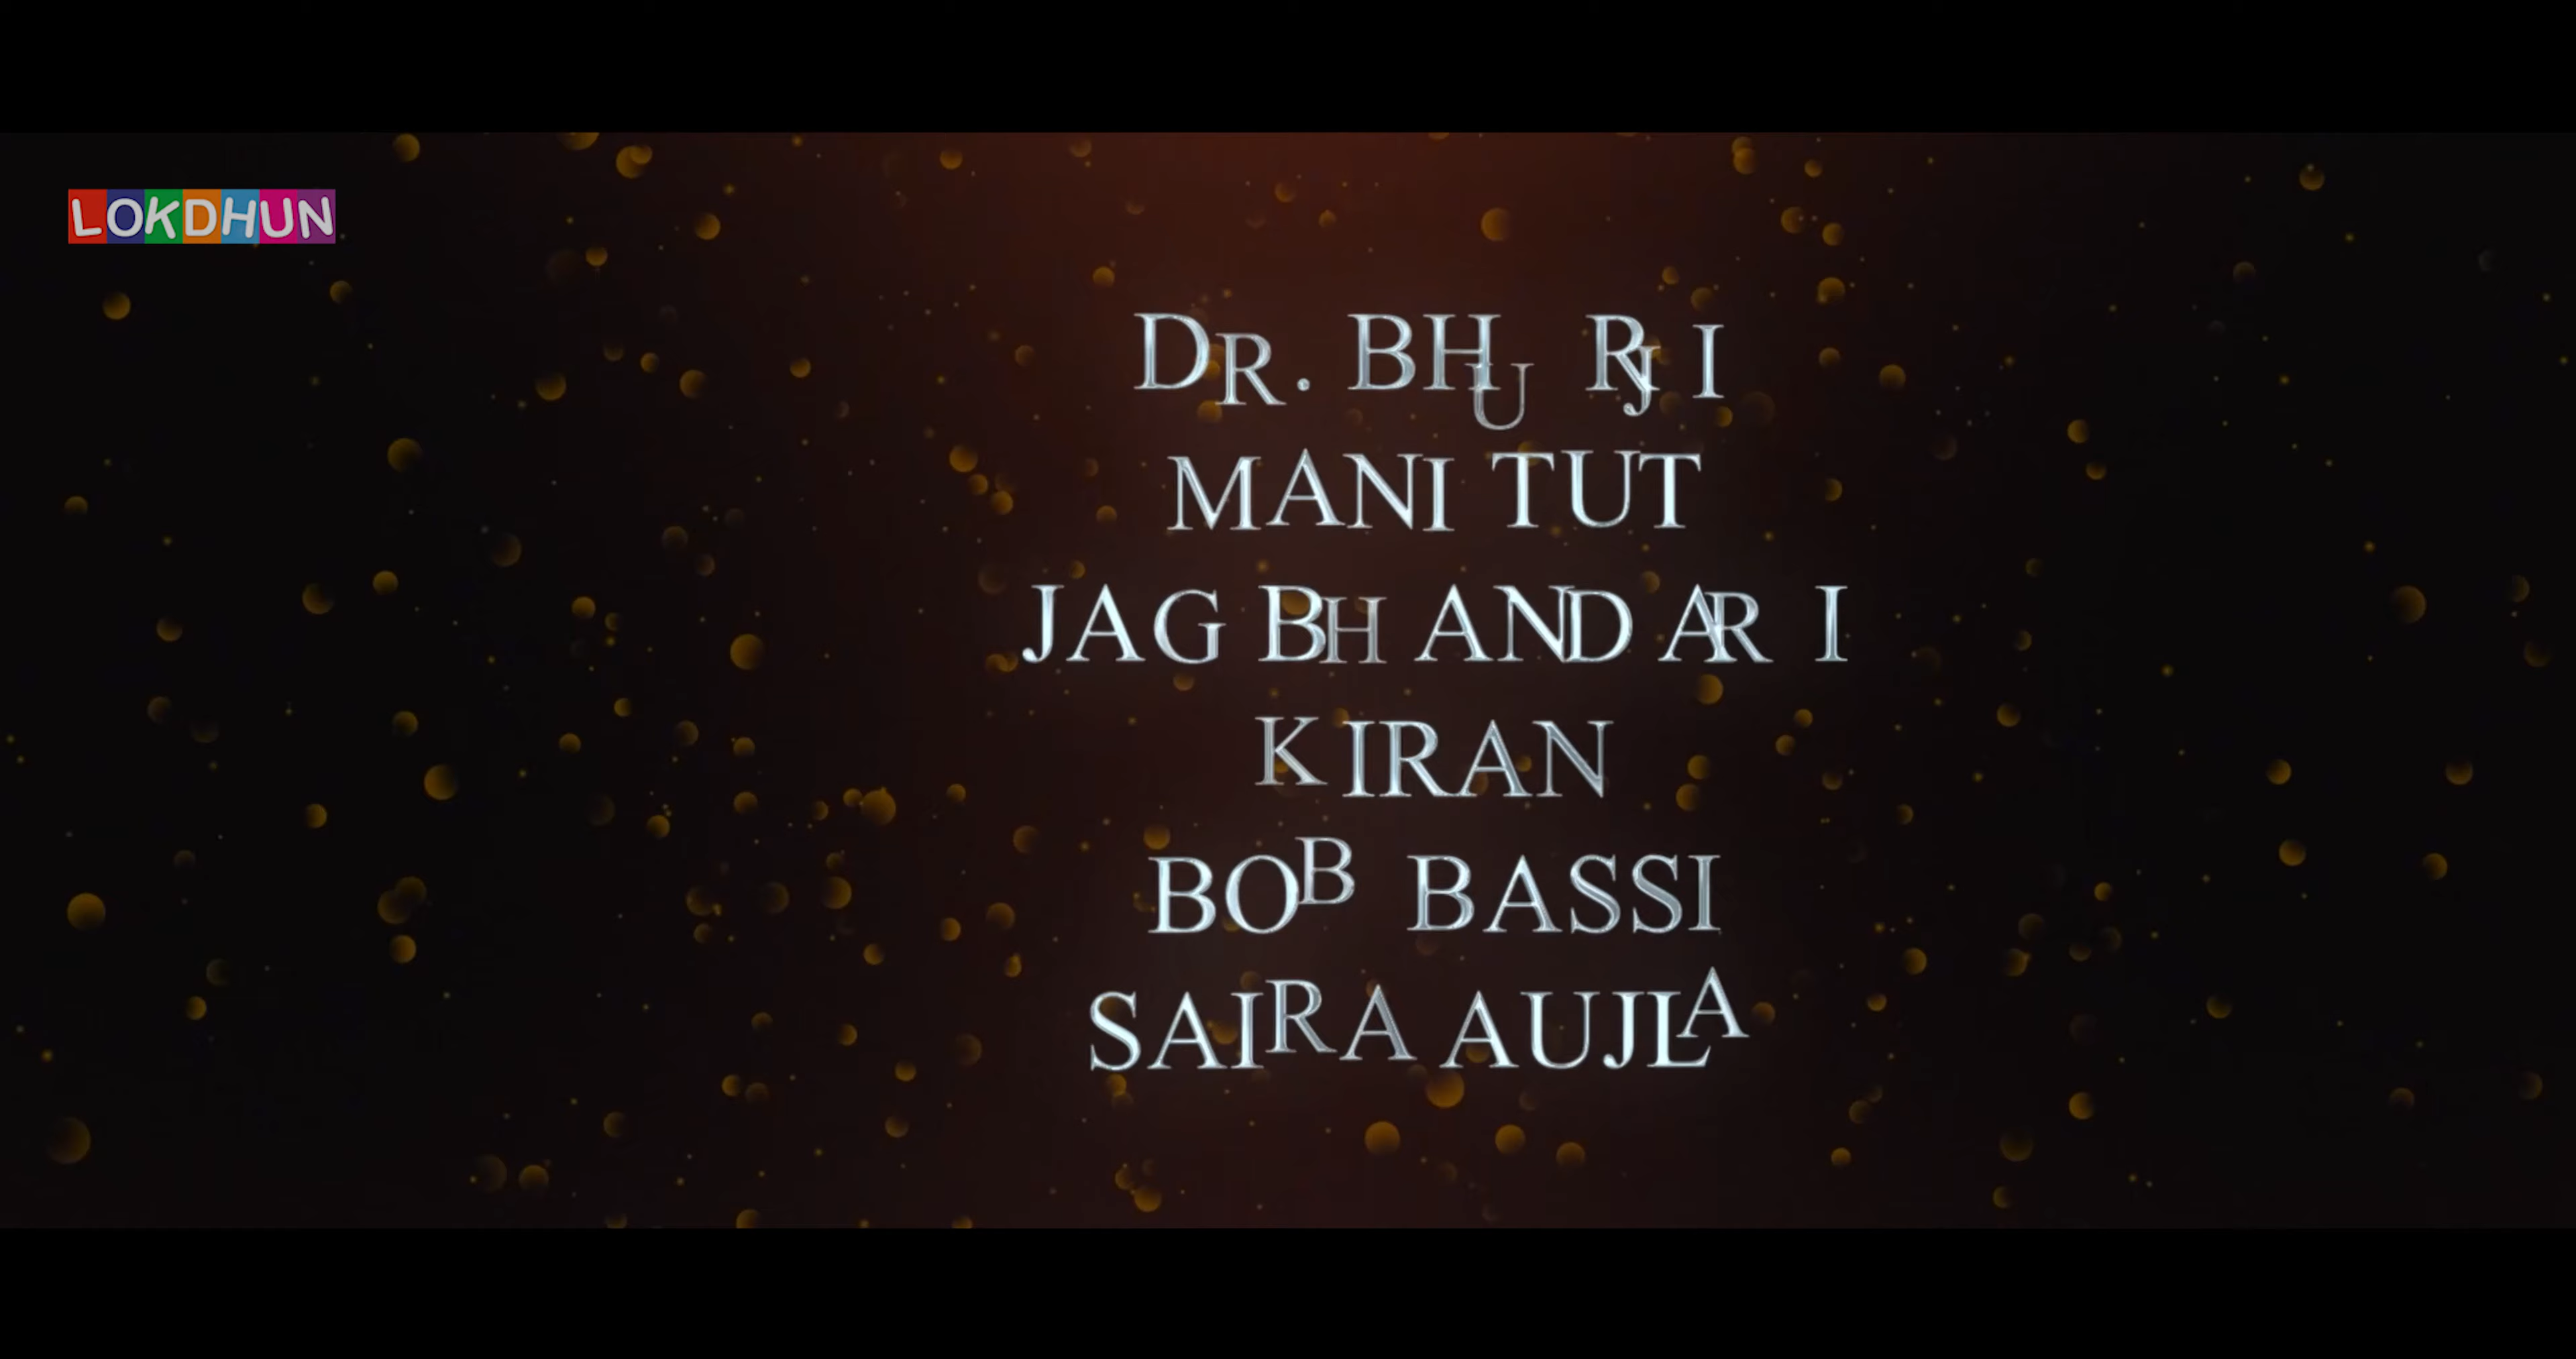 LOKDHUN
DR. BHURJI
MANI TUT
JAG BHANDARI
KIRAN
BOB BASSI
SAIRA AUJLA